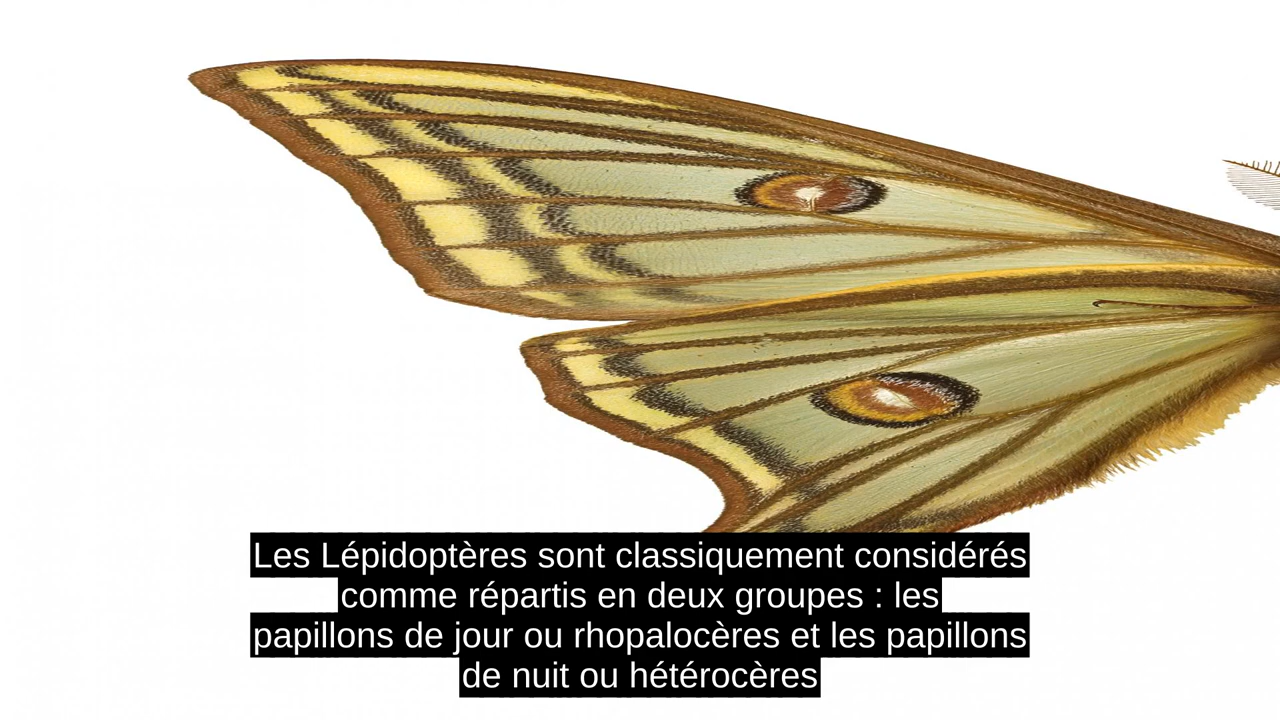 Les Lépidoptères sont classiquement considérés
comme répartis en deux groupes : les
papillons de jour ou rhopalocères et les papillons
de nuit ou hétérocères